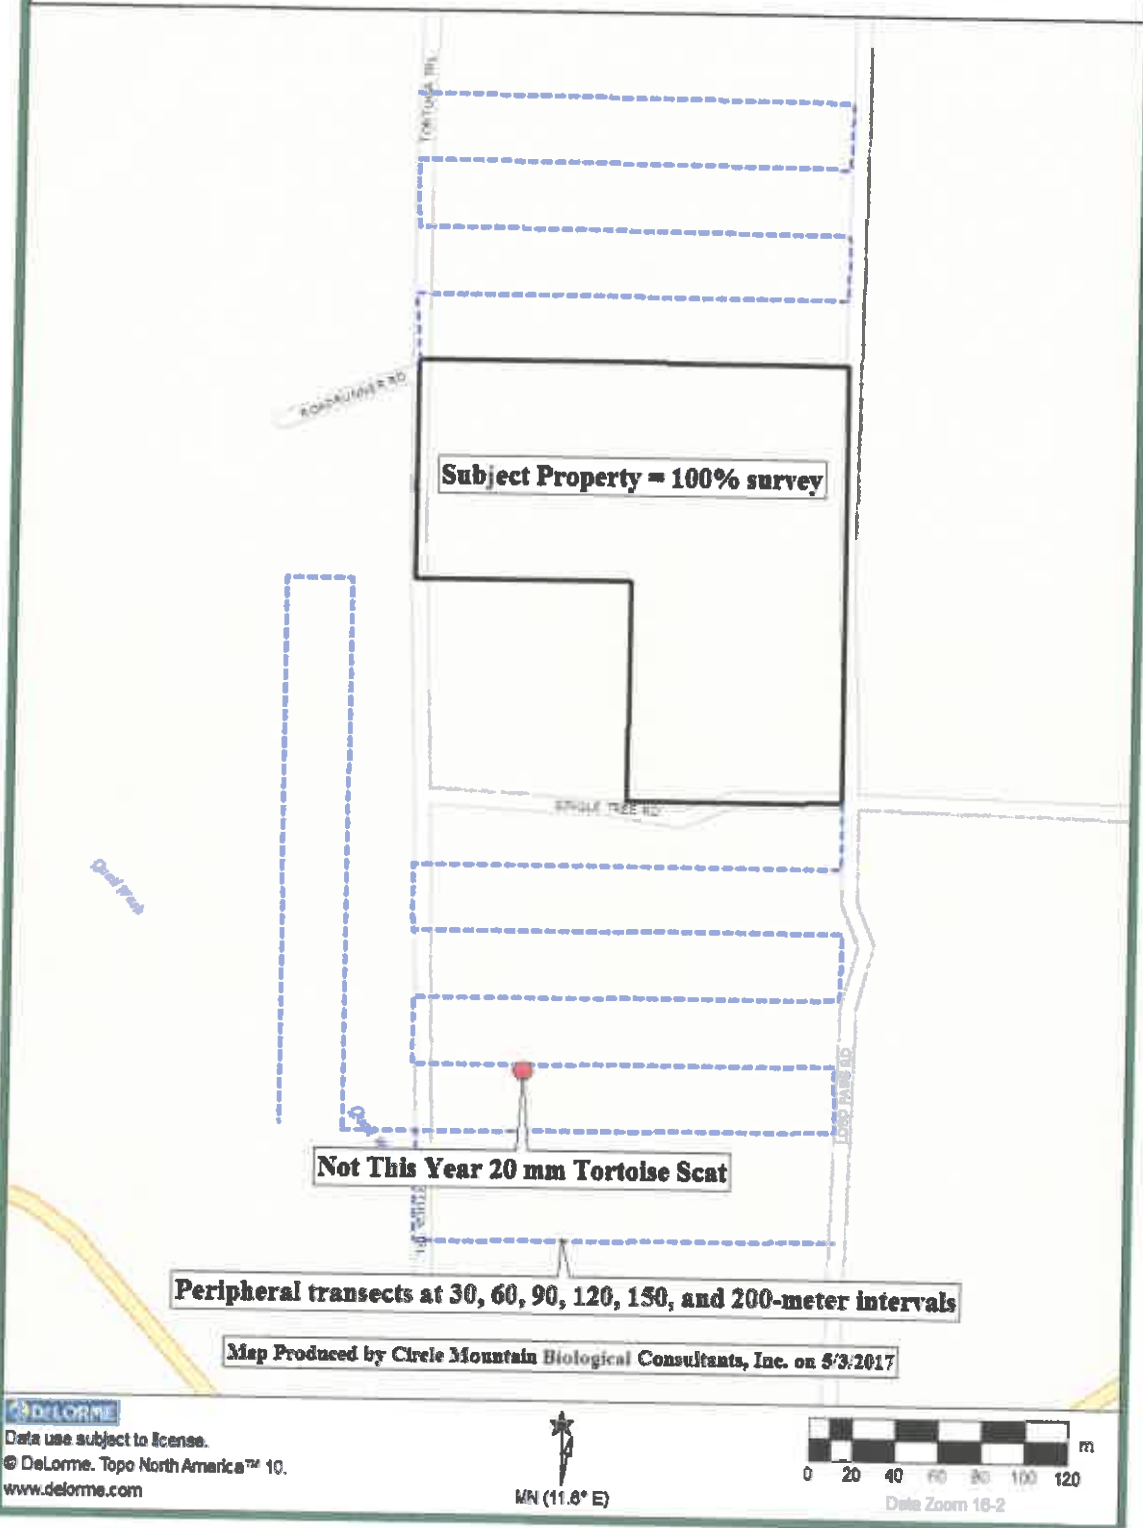 TORTUGA TRL
ROADRUNNER RD
Subject Property = 100% survey
SINGLE TREE RD
Quail Wash
LOBO PASS RD
Not This Year 20 mm Tortoise Scat
Peripheral transects at 30, 60, 90, 120, 150, and 200-meter intervals
Map Produced by Circle Mountain Biological Consultants, Inc. on 5/3/2017
DELORME
Data use subject to license.
© DeLorme. Topo North America™ 10.
www.delorme.com
MN (11.6° E)
m
0 20 40 60 80 100 120
Data Zoom 16-2